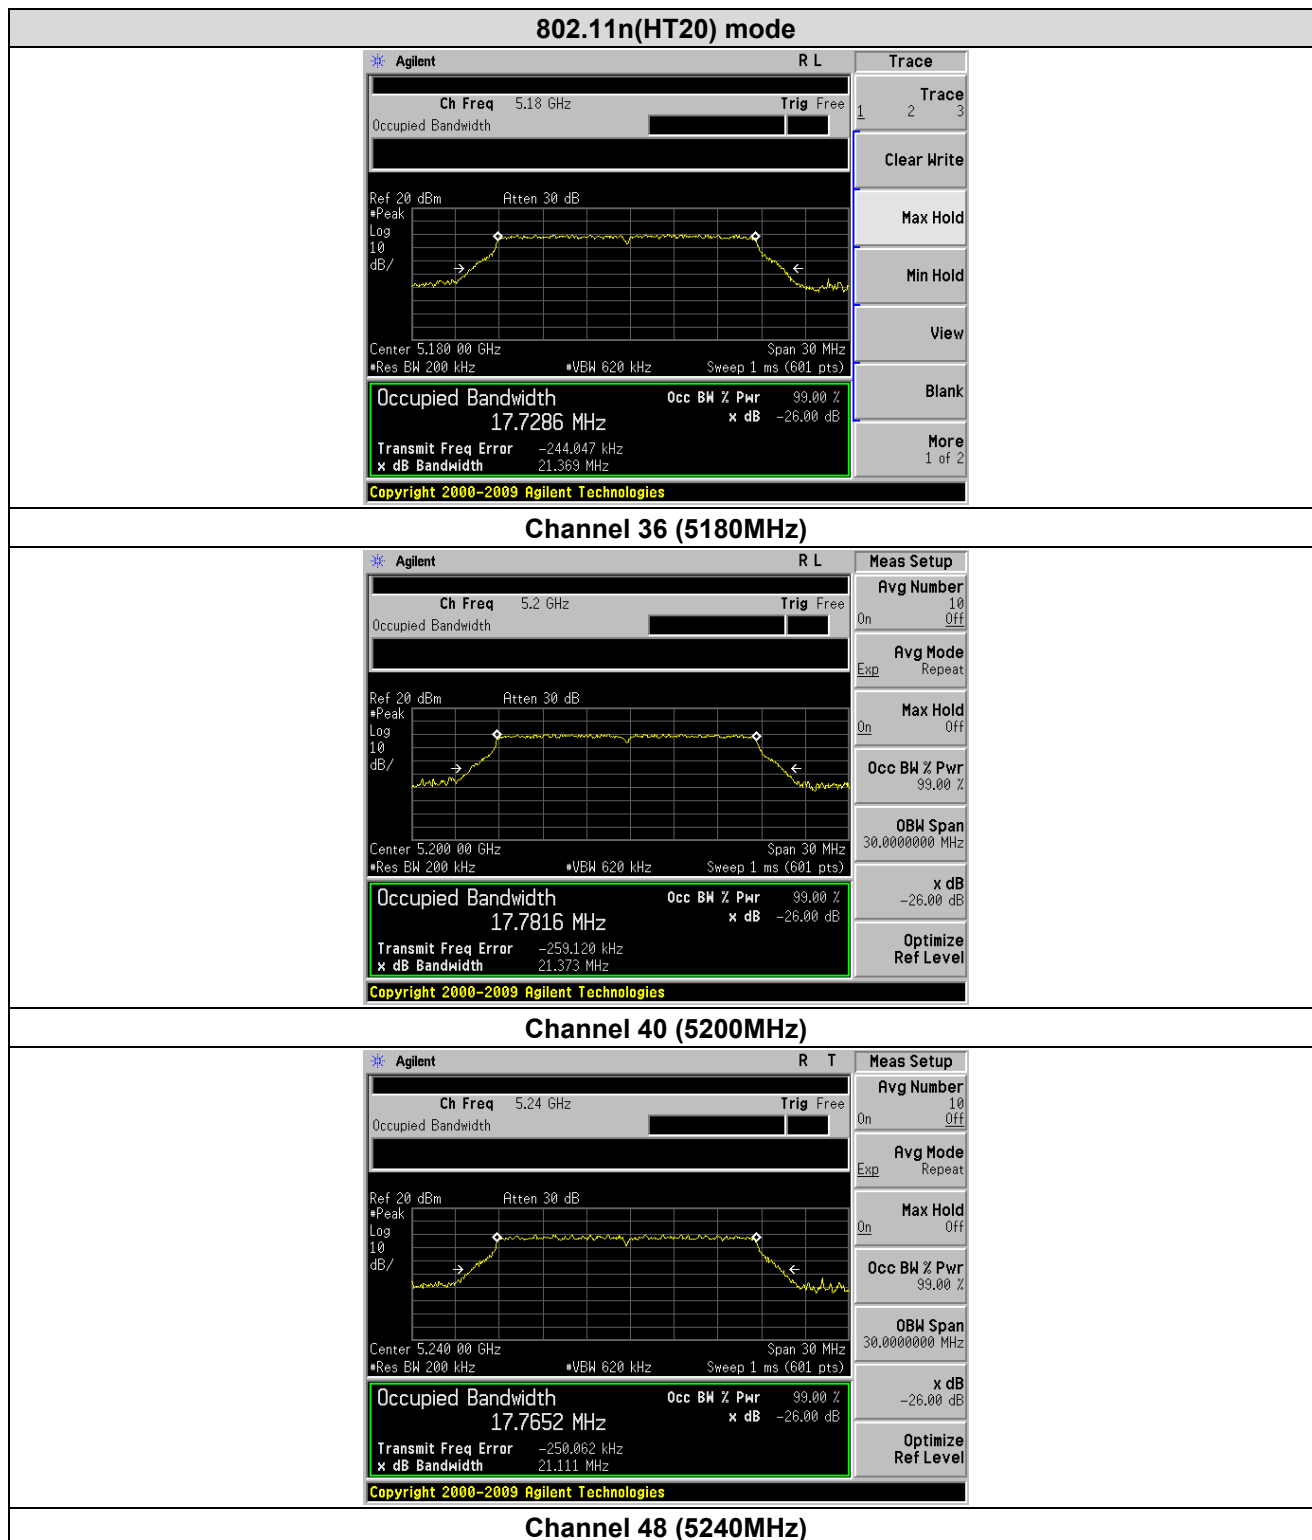 802.11n(HT20) mode
Agilent R L Trace
Ch Freq 5.18 GHz Trig Free
Occupied Bandwidth
Trace
1 2 3
Clear Write
Max Hold
Min Hold
View
Blank
More
1 of 2
Ref 20 dBm Atten 30 dB
#Peak
Log
10
dB/
Center 5.180 00 GHz Span 30 MHz
#Res BW 200 kHz #VBW 620 kHz Sweep 1 ms (601 pts)
Occupied Bandwidth Occ BW % Pwr 99.00 %
17.7286 MHz x dB -26.00 dB
Transmit Freq Error -244.047 kHz
x dB Bandwidth 21.369 MHz
Copyright 2000-2009 Agilent Technologies
Channel 36 (5180MHz)
Agilent R L Meas Setup
Ch Freq 5.2 GHz Trig Free
Occupied Bandwidth
Avg Number
10
On Off
Avg Mode
Exp Repeat
Max Hold
On Off
Occ BW % Pwr
99.00 %
OBW Span
30.0000000 MHz
x dB
-26.00 dB
Optimize
Ref Level
Ref 20 dBm Atten 30 dB
#Peak
Log
10
dB/
Center 5.200 00 GHz Span 30 MHz
#Res BW 200 kHz #VBW 620 kHz Sweep 1 ms (601 pts)
Occupied Bandwidth Occ BW % Pwr 99.00 %
17.7816 MHz x dB -26.00 dB
Transmit Freq Error -259.120 kHz
x dB Bandwidth 21.373 MHz
Copyright 2000-2009 Agilent Technologies
Channel 40 (5200MHz)
Agilent R T Meas Setup
Ch Freq 5.24 GHz Trig Free
Occupied Bandwidth
Avg Number
10
On Off
Avg Mode
Exp Repeat
Max Hold
On Off
Occ BW % Pwr
99.00 %
OBW Span
30.0000000 MHz
x dB
-26.00 dB
Optimize
Ref Level
Ref 20 dBm Atten 30 dB
#Peak
Log
10
dB/
Center 5.240 00 GHz Span 30 MHz
#Res BW 200 kHz #VBW 620 kHz Sweep 1 ms (601 pts)
Occupied Bandwidth Occ BW % Pwr 99.00 %
17.7652 MHz x dB -26.00 dB
Transmit Freq Error -250.062 kHz
x dB Bandwidth 21.111 MHz
Copyright 2000-2009 Agilent Technologies
Channel 48 (5240MHz)